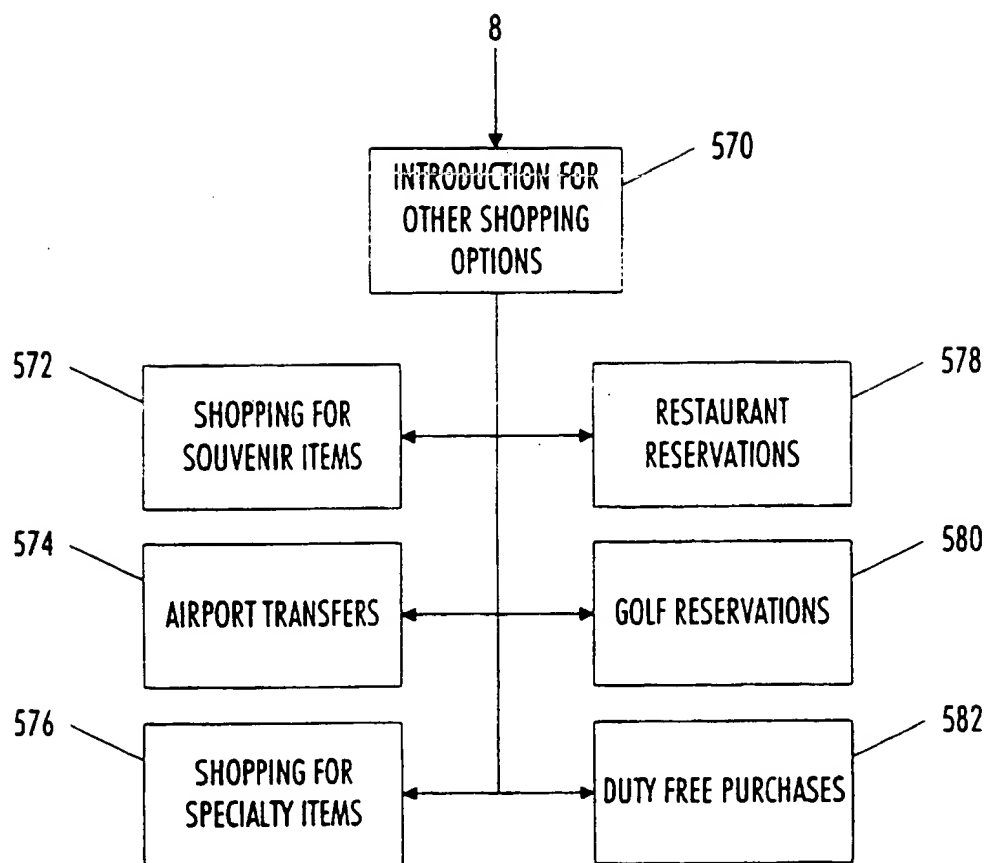 8
570
INTRODUCTION FOR
OTHER SHOPPING
OPTIONS
572
SHOPPING FOR
SOUVENIR ITEMS
578
RESTAURANT
RESERVATIONS
574
AIRPORT TRANSFERS
580
GOLF RESERVATIONS
576
SHOPPING FOR
SPECIALTY ITEMS
582
DUTY FREE PURCHASES